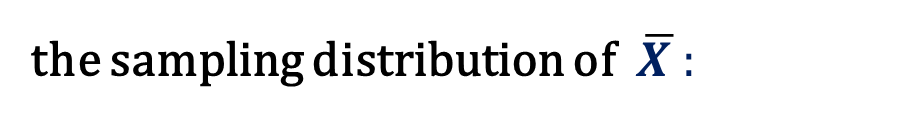 the sampling distribution of X̅ :